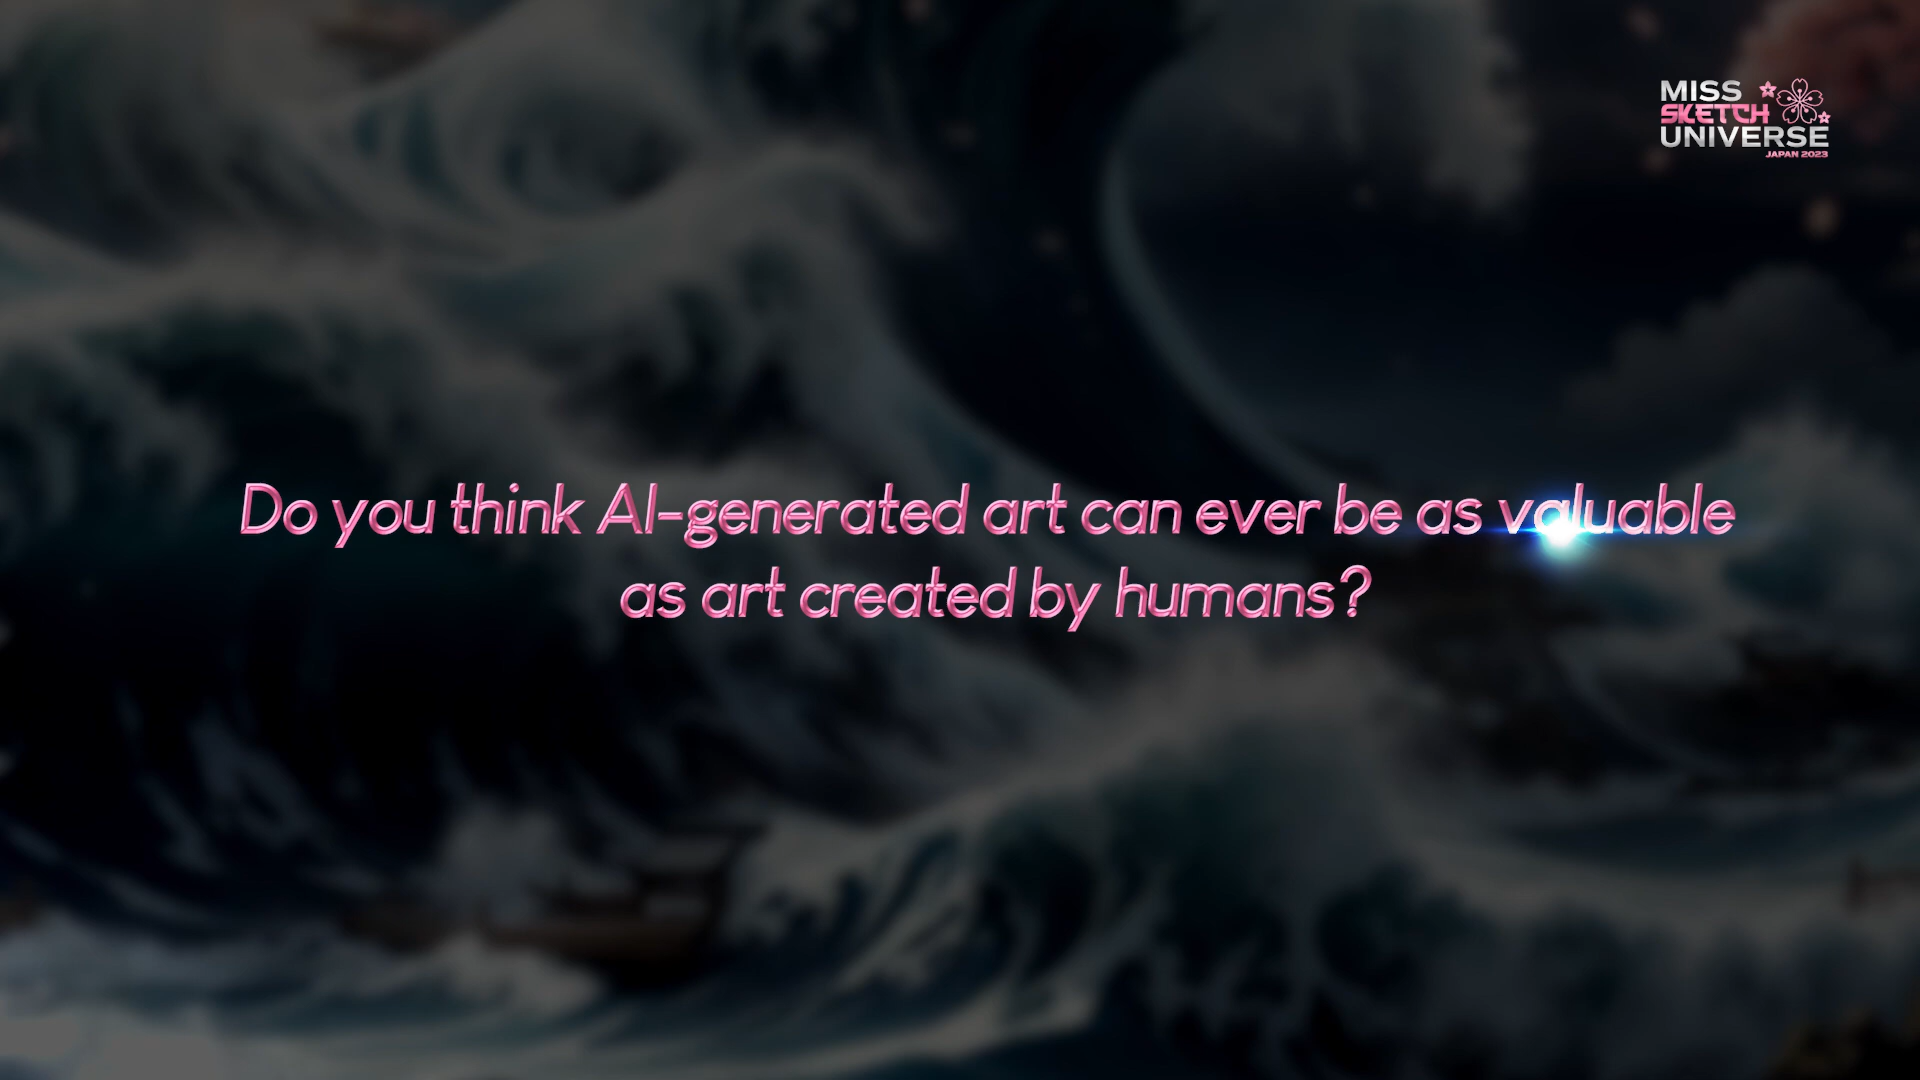 MISS
SKETCH
UNIVERSE
JAPAN 2023
Do you think AI-generated art can ever be as valuable
as art created by humans?